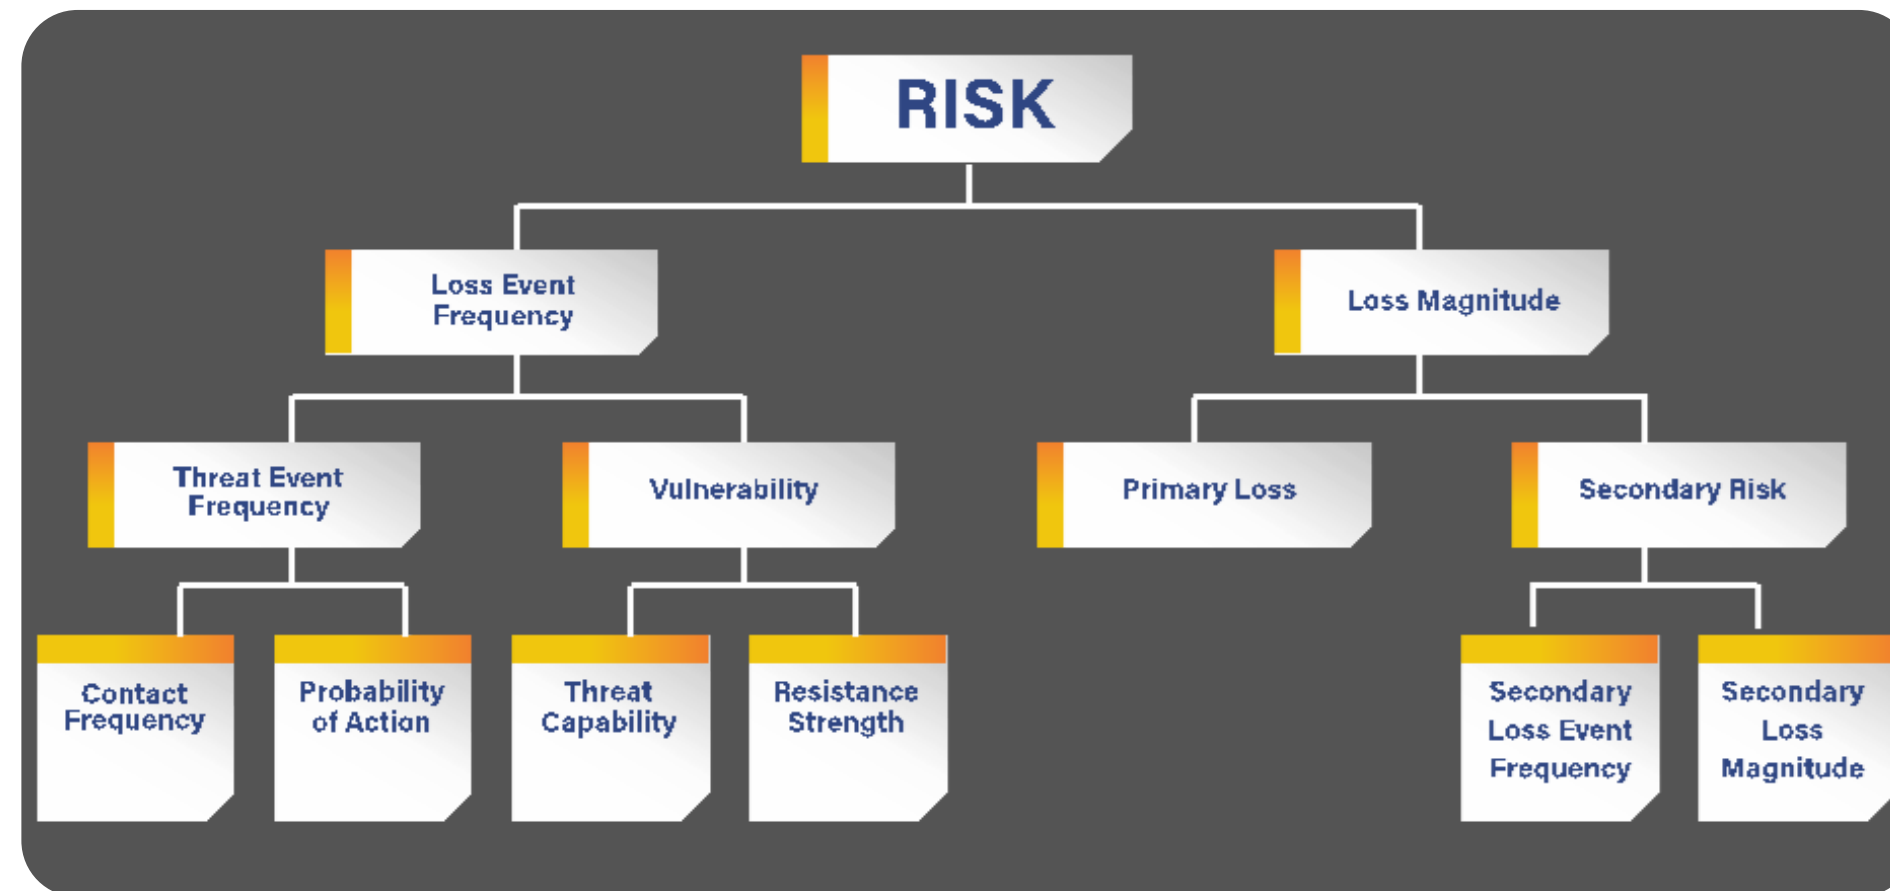 RISK
Loss Event
Frequency
Loss Magnitude
Threat Event
Frequency
Vulnerability
Primary Loss
Secondary Risk
Contact
Frequency
Probability
of Action
Threat
Capability
Resistance
Strength
Secondary
Loss Event
Frequency
Secondary
Loss
Magnitude